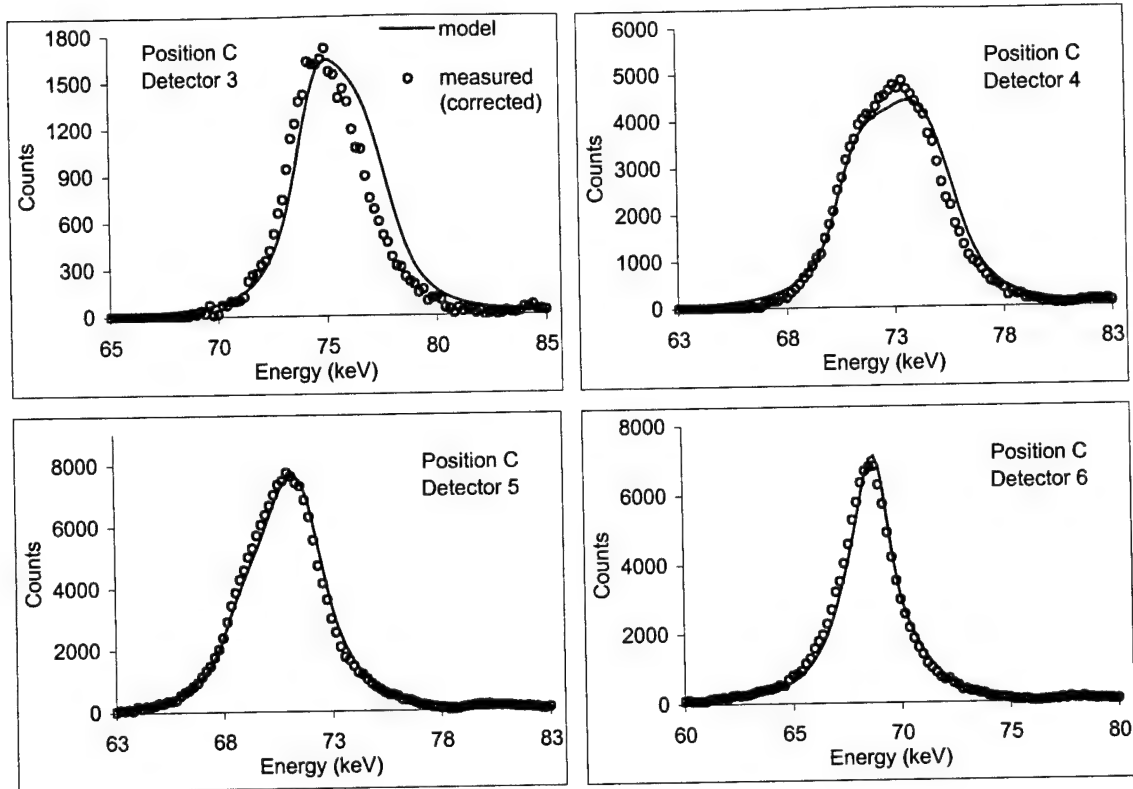 Position C
Detector 3
model
measured
(corrected)
1800
1500
1200
900
600
300
0
65
70
75
80
85
Counts
Energy (keV)
Position C
Detector 4
6000
5000
4000
3000
2000
1000
0
63
68
73
78
83
Counts
Energy (keV)
Position C
Detector 5
8000
6000
4000
2000
0
63
68
73
78
83
Counts
Energy (keV)
Position C
Detector 6
8000
6000
4000
2000
0
60
65
70
75
80
Counts
Energy (keV)